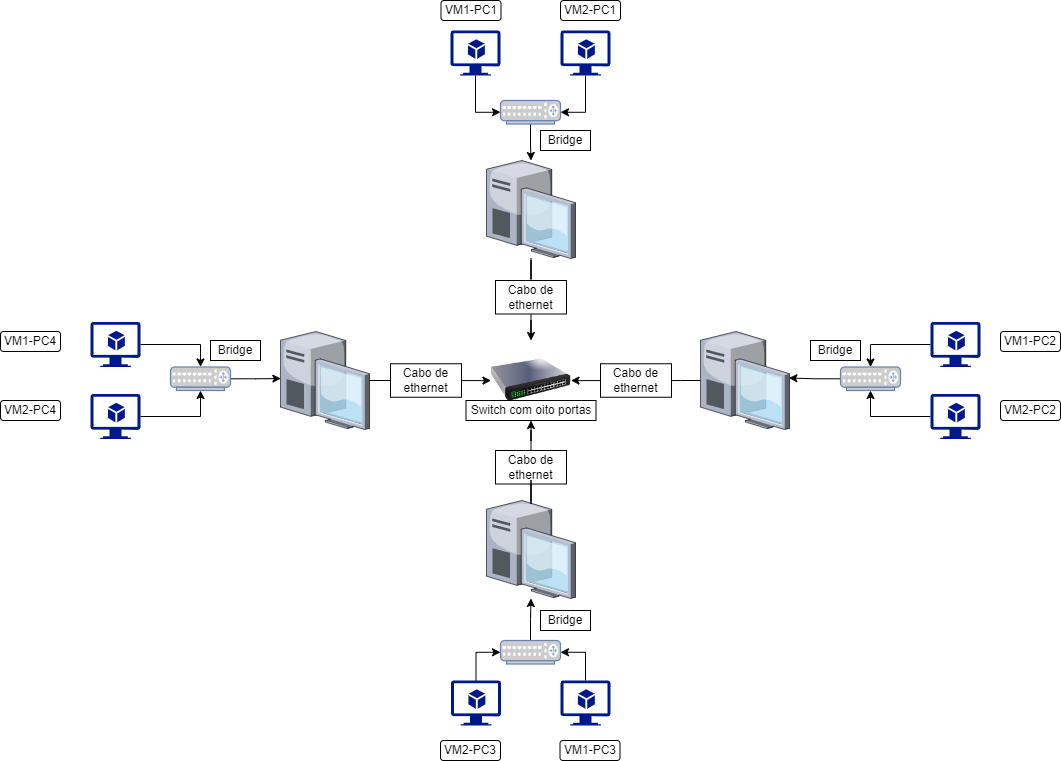 VM1-PC1
VM2-PC1
Bridge
Cabo de
ethernet
VM1-PC4
Bridge
VM2-PC4
Cabo de
ethernet
Switch com oito portas
Cabo de
ethernet
Bridge
VM1-PC2
VM2-PC2
Cabo de
ethernet
Bridge
VM2-PC3
VM1-PC3